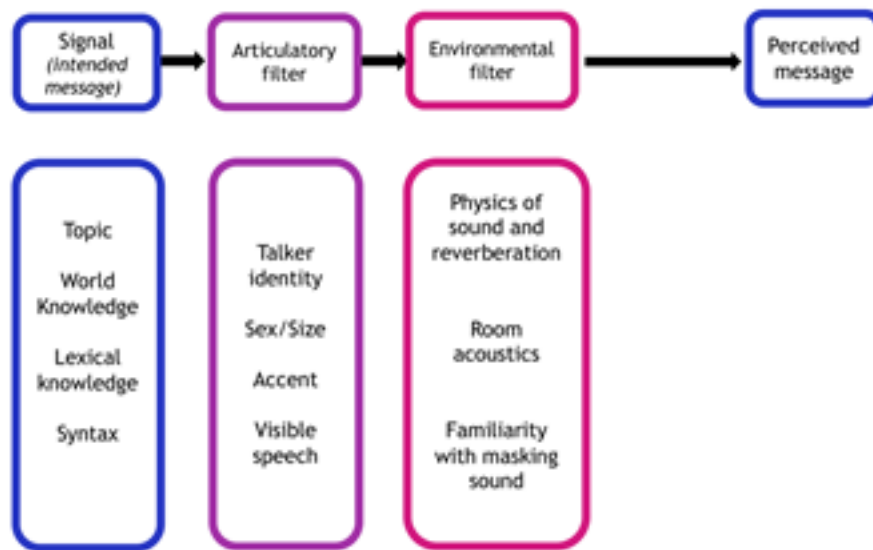 Signal
(intended
message)
Articulatory
filter
Environmental
filter
Perceived
message
Topic
World
Knowledge
Lexical
knowledge
Syntax
Talker
identity
Sex/Size
Accent
Visible
speech
Physics of
sound and
reverberation
Room
acoustics
Familiarity
with masking
sound